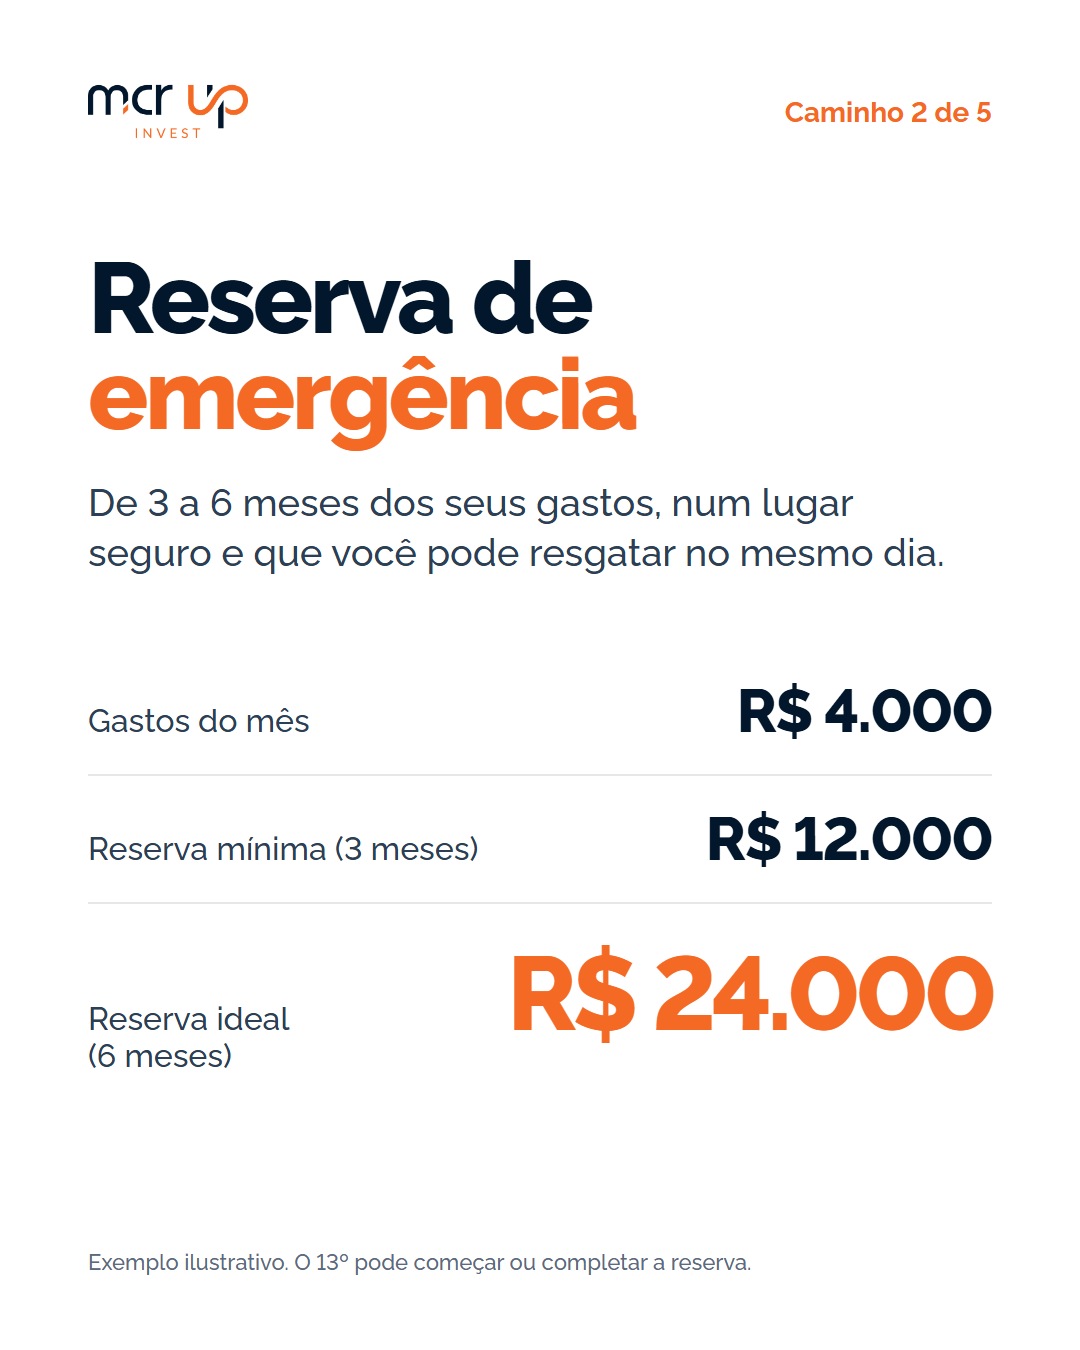 mcr up
INVEST
Caminho 2 de 5
Reserva de
emergência
De 3 a 6 meses dos seus gastos, num lugar
seguro e que você pode resgatar no mesmo dia.
Gastos do mês
R$ 4.000
Reserva mínima (3 meses)
R$ 12.000
Reserva ideal
(6 meses)
R$ 24.000
Exemplo ilustrativo. O 13º pode começar ou completar a reserva.